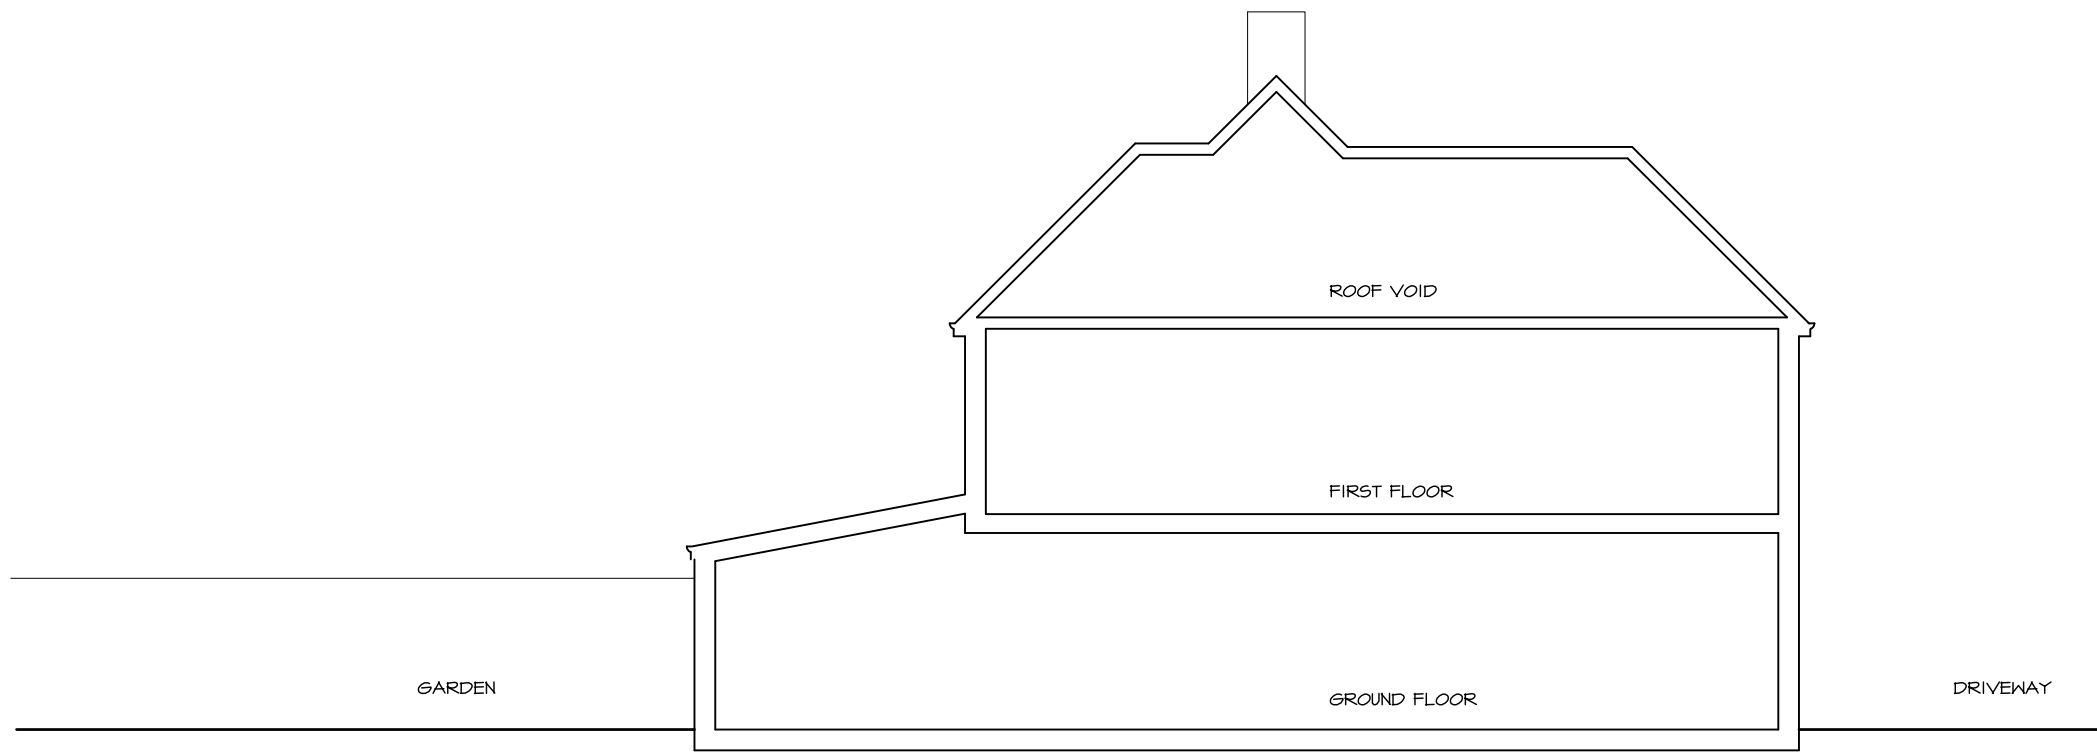 ROOF VOID
FIRST FLOOR
GARDEN
GROUND FLOOR
DRIVEWAY